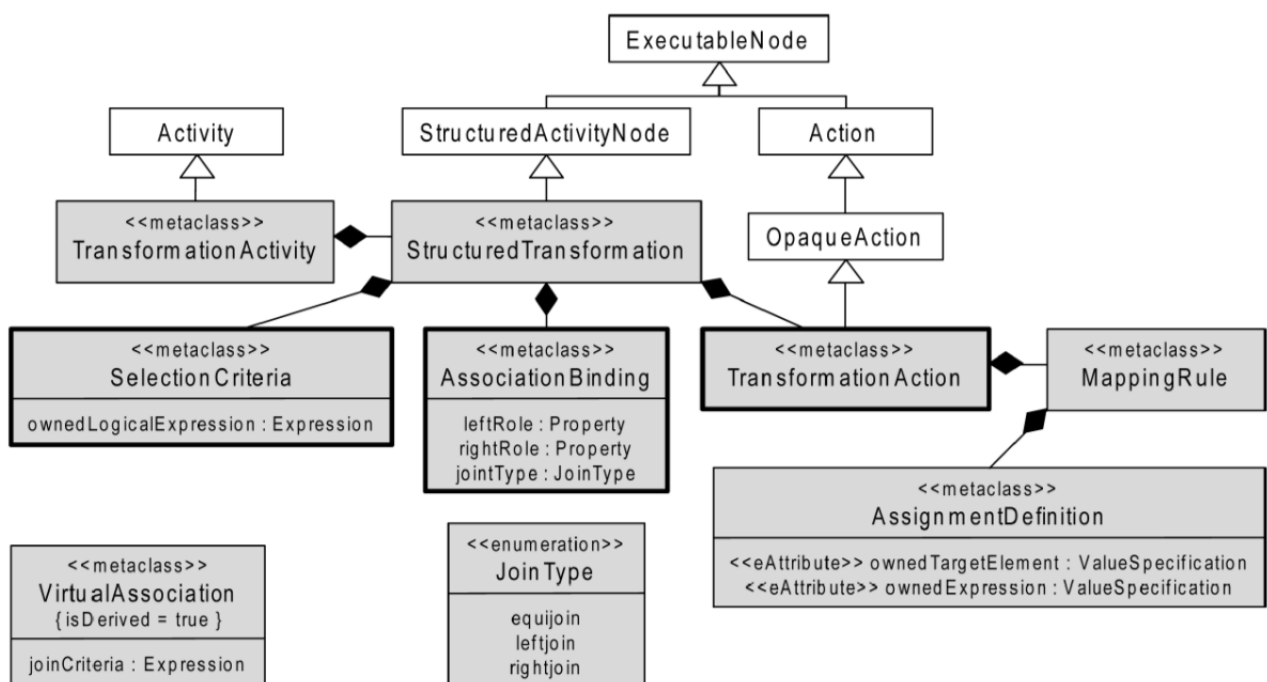 ExecutableNode
Activity
StructuredActivityNode
Action
<<metaclass>>
TransformationActivity
<<metaclass>>
StructuredTransformation
OpaqueAction
<<metaclass>>
SelectionCriteria
ownedLogicalExpression : Expression
<<metaclass>>
AssociationBinding
leftRole : Property
rightRole : Property
jointType : JoinType
<<metaclass>>
TransformationAction
<<metaclass>>
MappingRule
<<metaclass>>
AssignmentDefinition
<<eAttribute>> ownedTargetElement : ValueSpecification
<<eAttribute>> ownedExpression : ValueSpecification
<<metaclass>>
VirtualAssociation
{ isDerived = true }
joinCriteria : Expression
<<enumeration>>
JoinType
equijoin
leftjoin
rightjoin